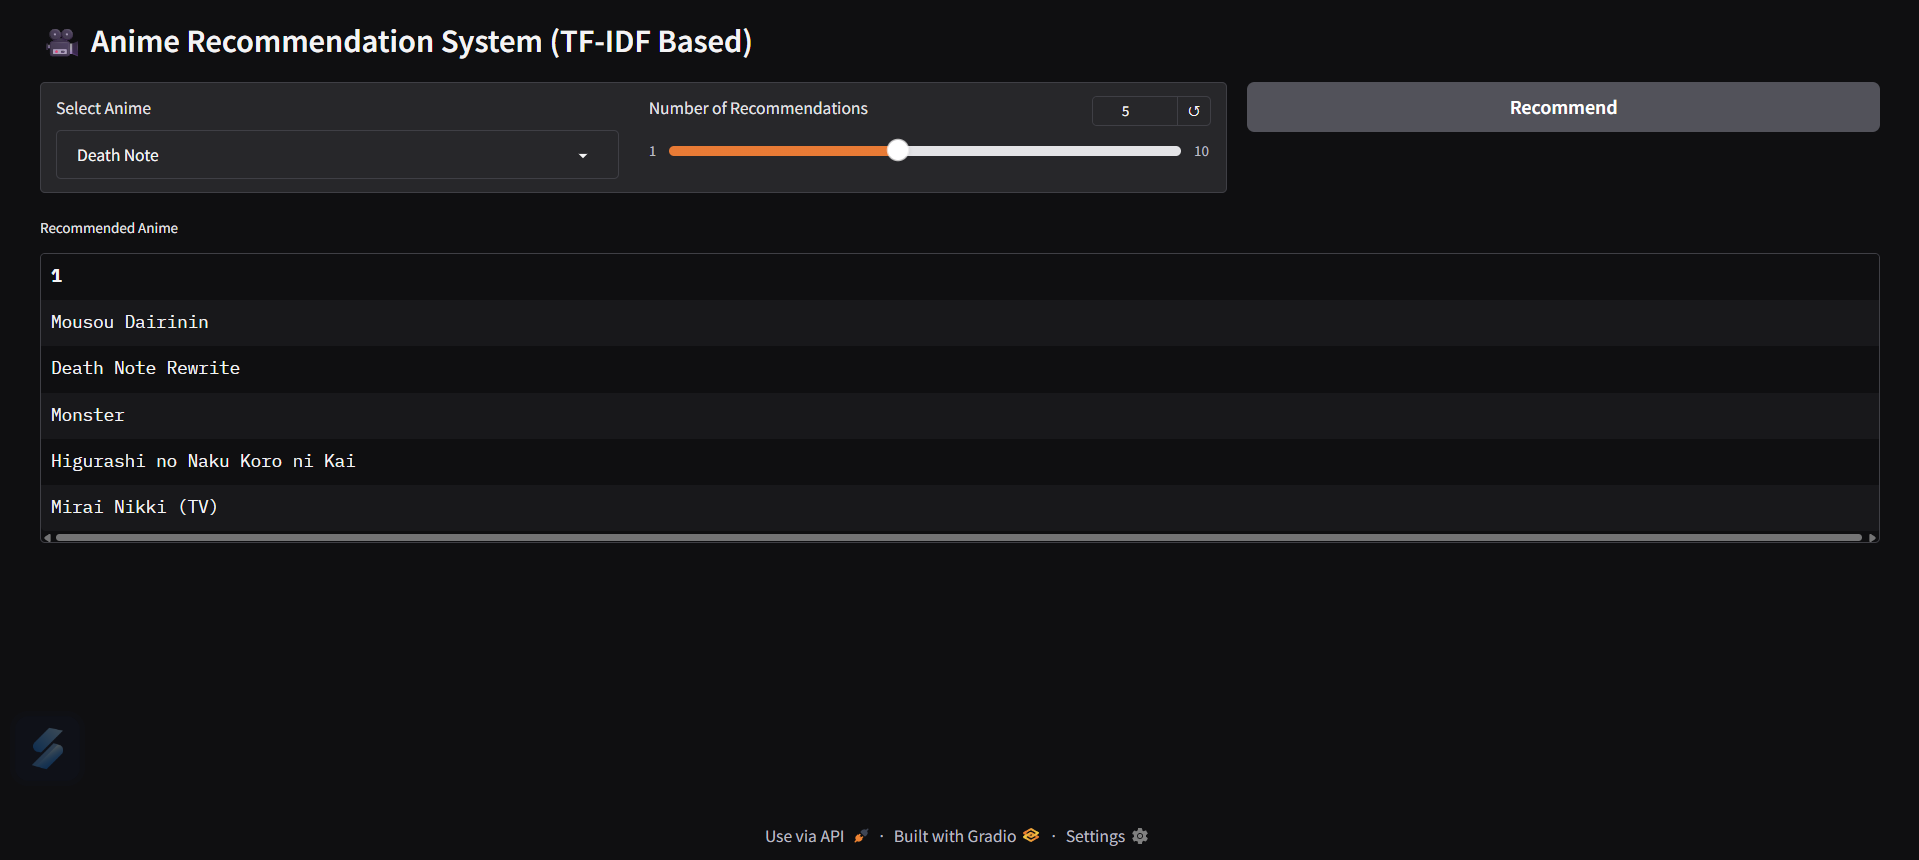 Anime Recommendation System (TF-IDF Based)
Select Anime
Death Note
Number of Recommendations
5
1
10
Recommend
Recommended Anime
1
Mousou Dairinin
Death Note Rewrite
Monster
Higurashi no Naku Koro ni Kai
Mirai Nikki (TV)
Use via API · Built with Gradio · Settings